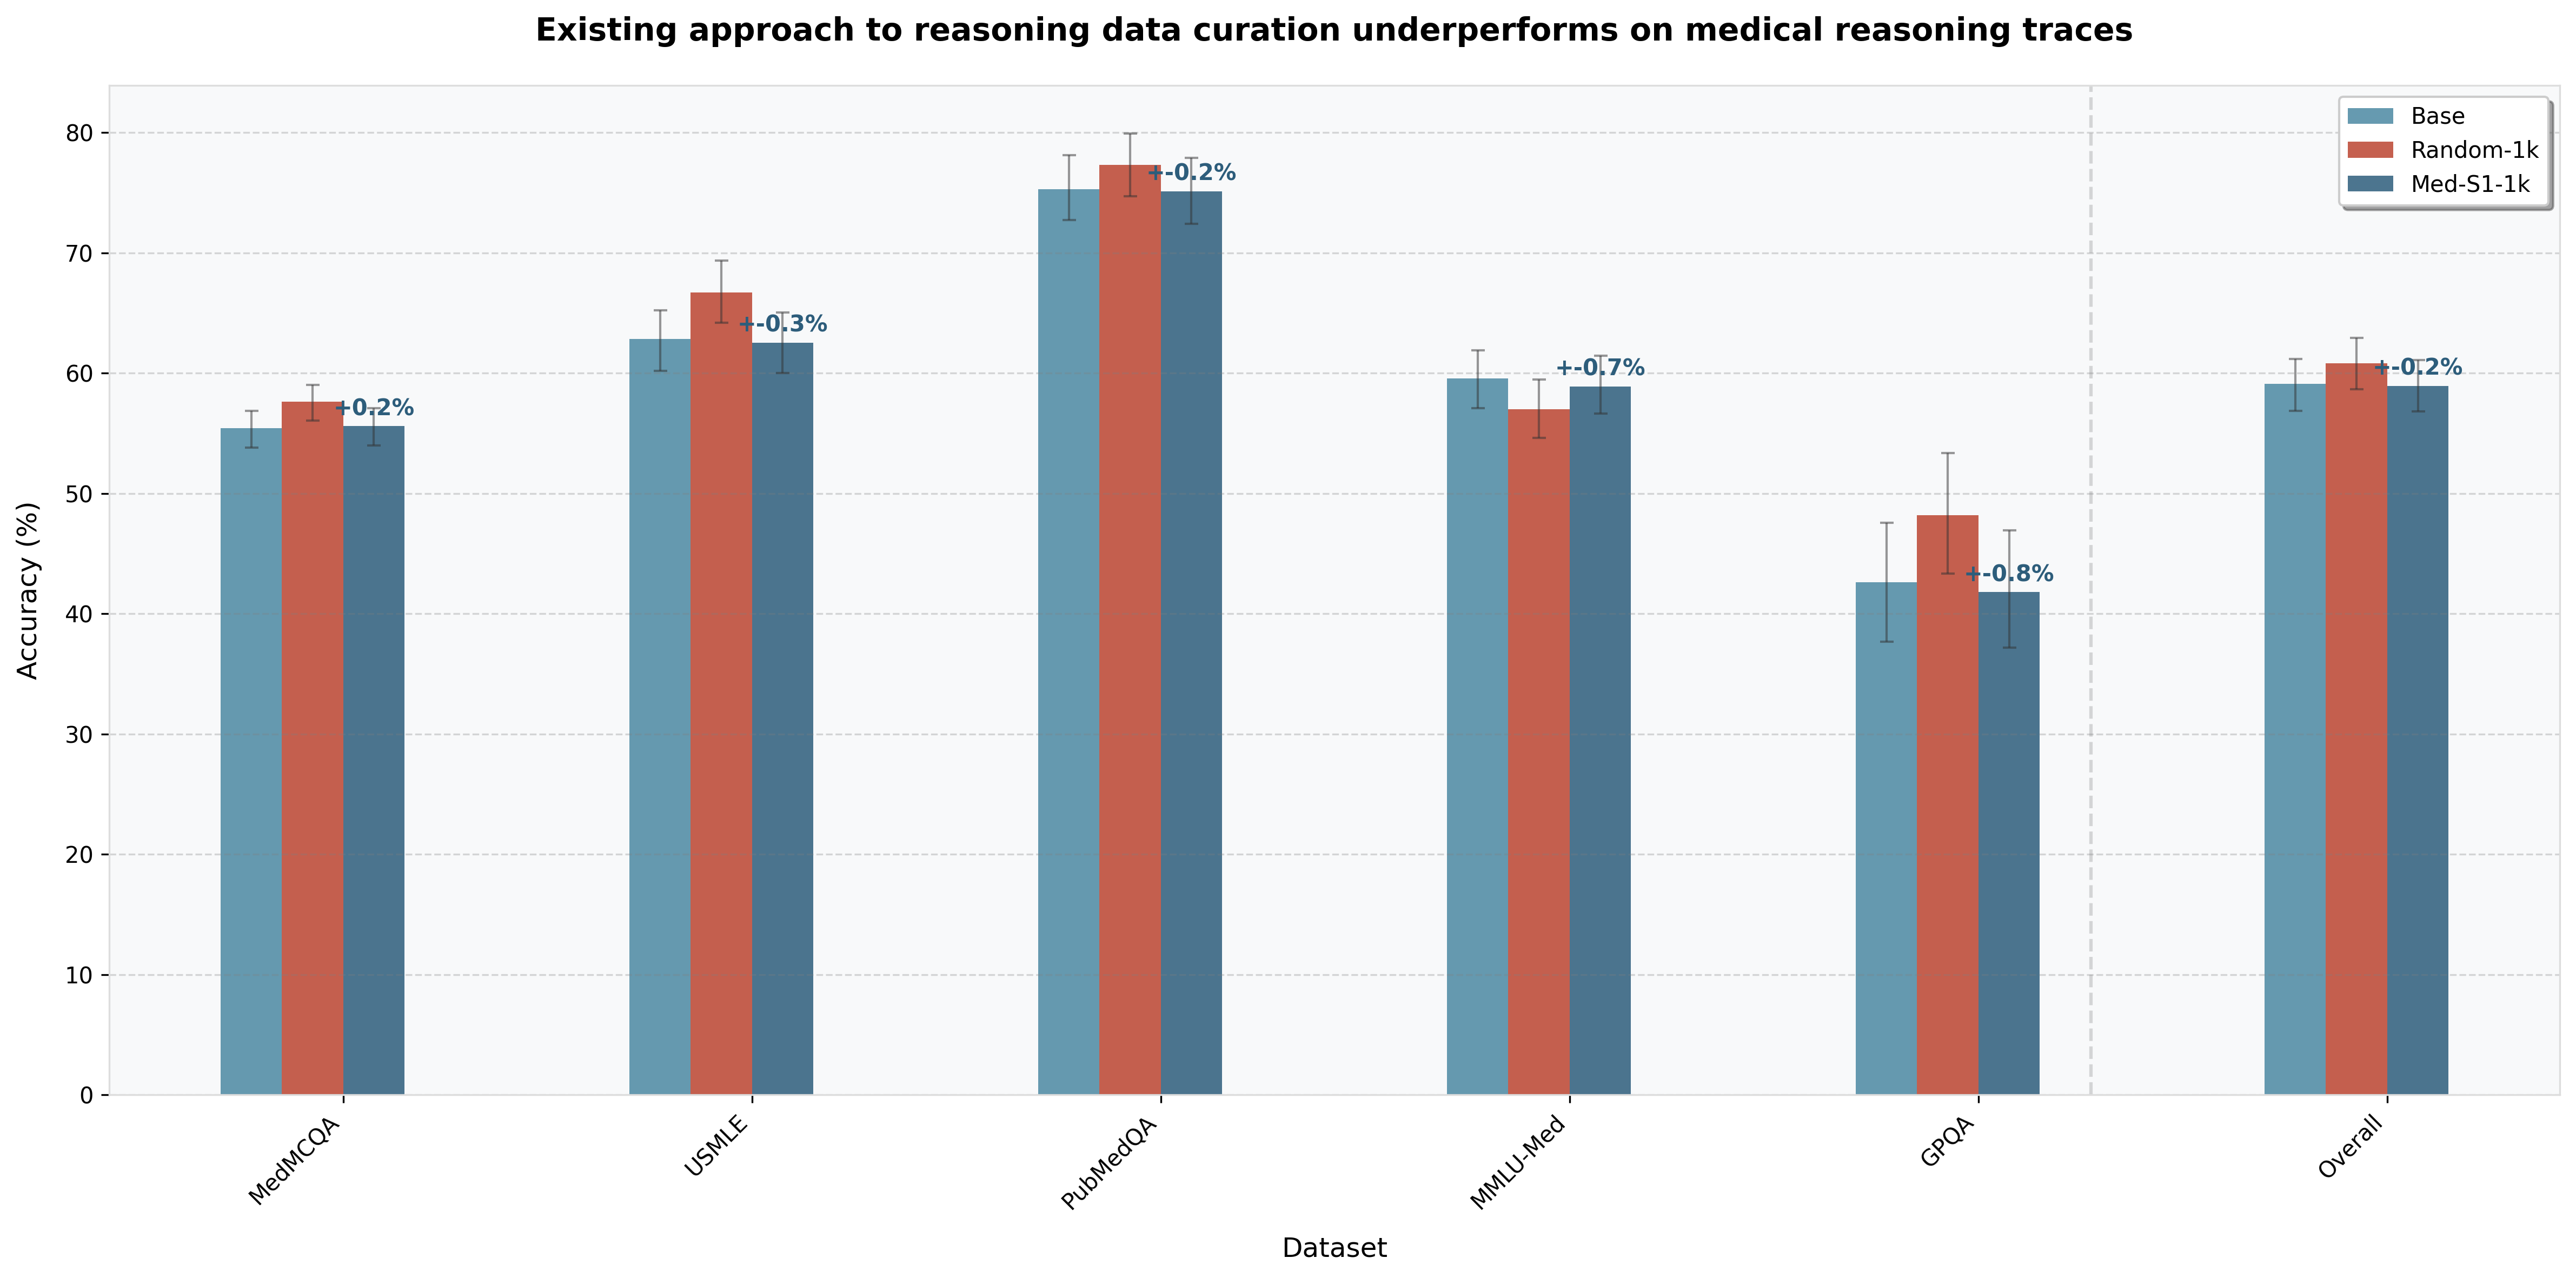 Existing approach to reasoning data curation underperforms on medical reasoning traces
Base
Random-1k
Med-S1-1k
Accuracy (%)
80
70
60
50
40
30
20
10
0
+0.2%
+-0.3%
+-0.2%
+-0.7%
+-0.8%
+-0.2%
MedMCQA
USMLE
PubMedQA
MMLU-Med
GPQA
Overall
Dataset